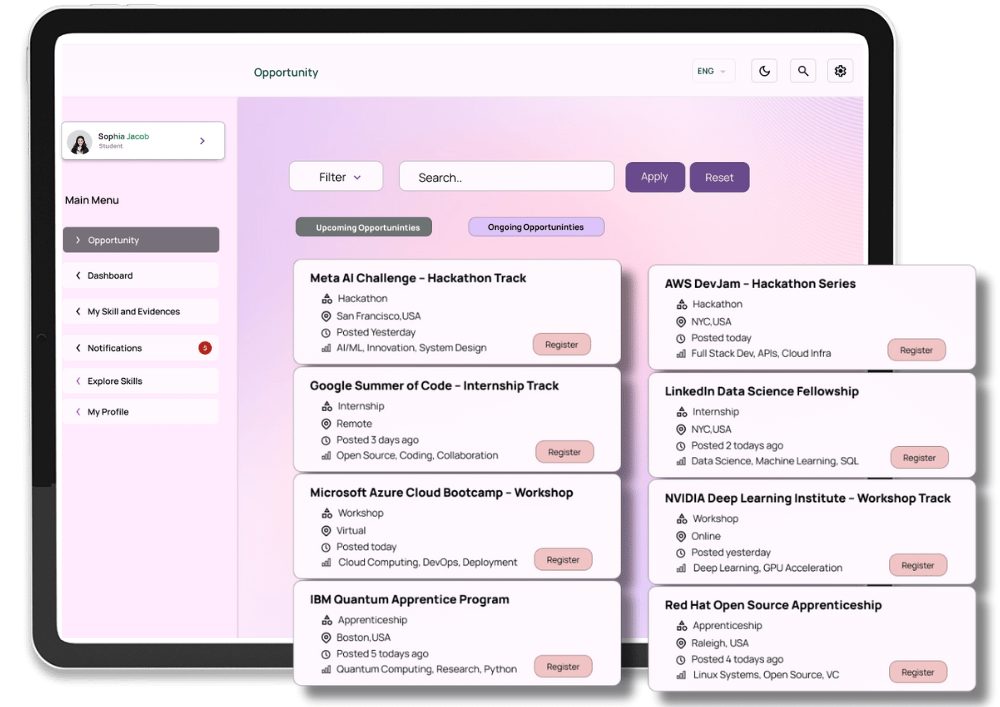 Opportunity
ENG
Sophia Jacob
Student
Main Menu
Opportunity
Dashboard
My Skill and Evidences
Notifications
5
Explore Skills
My Profile
Filter
Search..
Apply
Reset
Upcoming Opportuninties
Ongoing Opportuninties
Meta AI Challenge – Hackathon Track
Hackathon
San Francisco,USA
Posted Yesterday
AI/ML, Innovation, System Design
Register
Google Summer of Code – Internship Track
Internship
Remote
Posted 3 days ago
Open Source, Coding, Collaboration
Register
Microsoft Azure Cloud Bootcamp – Workshop
Workshop
Virtual
Posted today
Cloud Computing, DevOps, Deployment
Register
IBM Quantum Apprentice Program
Apprenticeship
Boston,USA
Posted 5 todays ago
Quantum Computing, Research, Python
Register
AWS DevJam – Hackathon Series
Hackathon
NYC,USA
Posted today
Full Stack Dev, APIs, Cloud Infra
Register
LinkedIn Data Science Fellowship
Internship
NYC,USA
Posted 2 todays ago
Data Science, Machine Learning, SQL
Register
NVIDIA Deep Learning Institute – Workshop Track
Workshop
Online
Posted yesterday
Deep Learning, GPU Acceleration
Register
Red Hat Open Source Apprenticeship
Apprenticeship
Raleigh, USA
Posted 4 todays ago
Linux Systems, Open Source, VC
Register